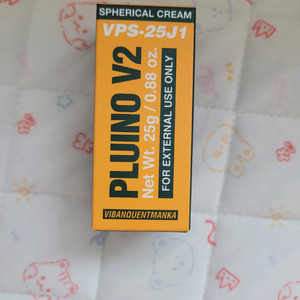 SPHERICAL CREAM
VPS-25J1
PLUINO V2
Net Wt. 25g / 0.88 oz.
FOR EXTERNAL USE ONLY
VIBANQUENTMANKA